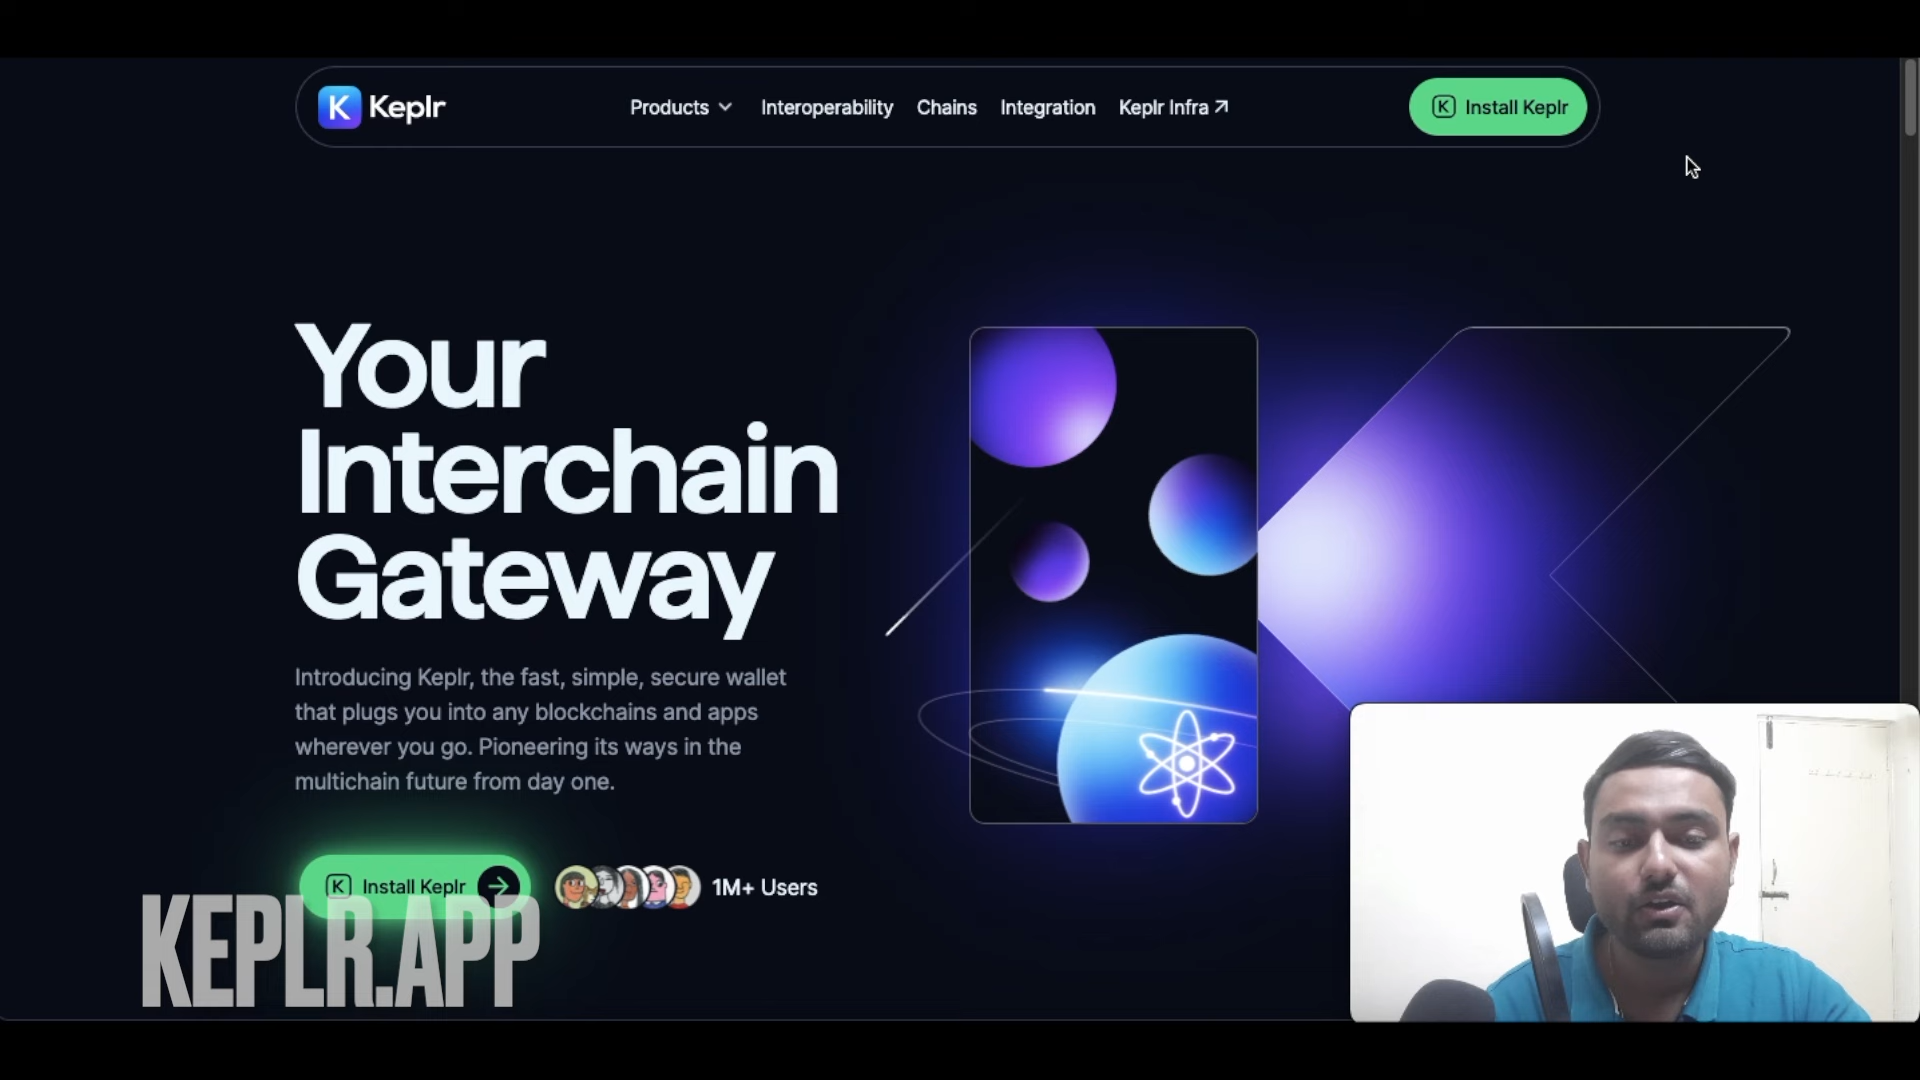 Keplr
Products
Interoperability
Chains
Integration
Keplr Infra
K Install Keplr
Your
Interchain
Gateway
Introducing Keplr, the fast, simple, secure wallet
that plugs you into any blockchains and apps
wherever you go. Pioneering its ways in the
multichain future from day one.
K Install Keplr
1M+ Users
KEPLR.APP